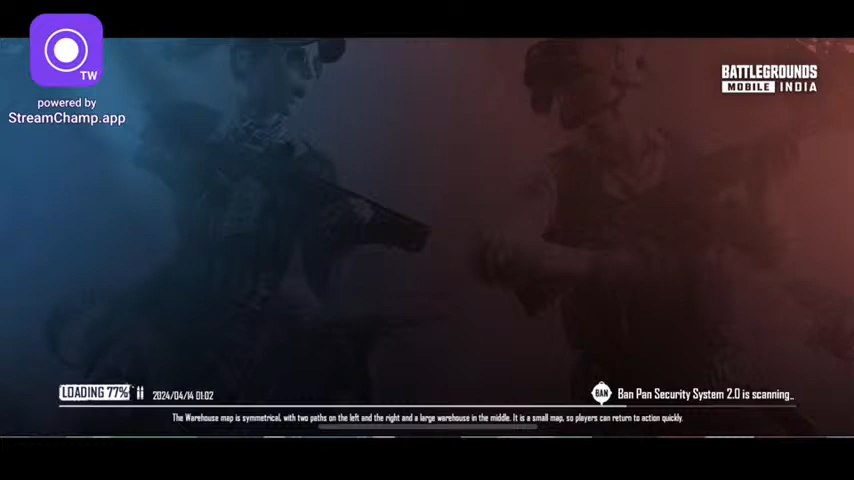 TW
powered by
StreamChamp.app
BATTLEGROUNDS
MOBILE INDIA
LOADING 77%
2024/04/14 01:02
BAN
Ban Pan Security System 2.0 is scanning..
The Warehouse map is symmetrical, with two paths on the left and the right and a large warehouse in the middle. It is a small map, so players can return to action quickly.